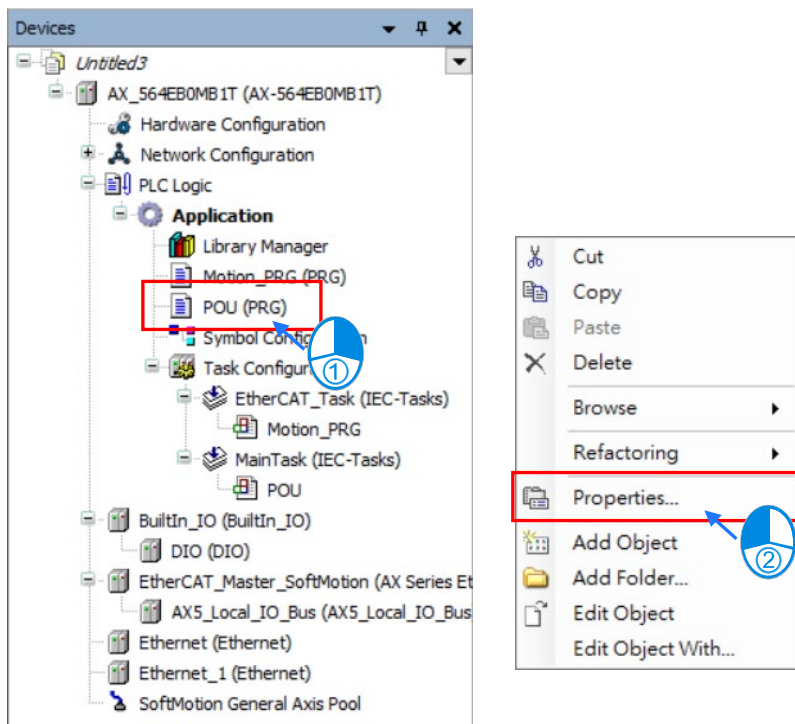 Devices
Untitled3
AX_564EB0MB1T (AX-564EB0MB1T)
Hardware Configuration
Network Configuration
PLC Logic
Application
Library Manager
Motion_PRG (PRG)
POU (PRG)
Symbol
Task
①
EtherCAT_Task (IEC-Tasks)
Motion_PRG
MainTask (IEC-Tasks)
POU
BuiltIn_IO (BuiltIn_IO)
DIO (DIO)
EtherCAT_Master_SoftMotion (AX Series Et
AX5_Local_IO_Bus (AX5_Local_IO_Bus
Ethernet (Ethernet)
Ethernet_1 (Ethernet)
SoftMotion General Axis Pool
Cut
Copy
Paste
Delete
Browse
Refactoring
Properties...
②
Add Object
Add Folder...
Edit Object
Edit Object With...